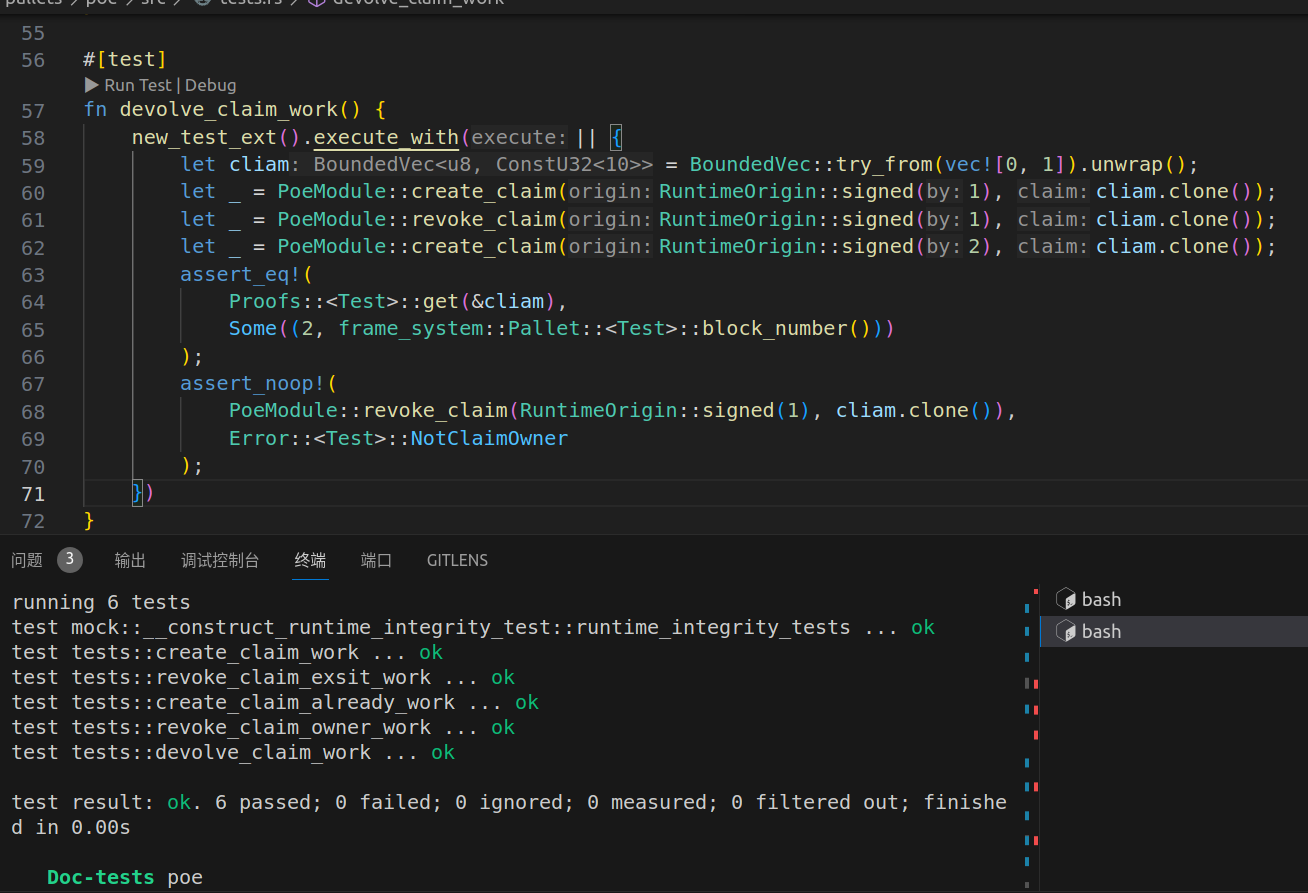 pallets > poe > src > tests.rs > devolve_claim_work
55
56 #[test]
▶ Run Test | Debug
57 fn devolve_claim_work() {
58 new_test_ext().execute_with(execute: || {
59 let cliam: BoundedVec<u8, ConstU32<10>> = BoundedVec::try_from(vec![0, 1]).unwrap();
60 let _ = PoeModule::create_claim(origin: RuntimeOrigin::signed(by: 1), claim: cliam.clone());
61 let _ = PoeModule::revoke_claim(origin: RuntimeOrigin::signed(by: 1), claim: cliam.clone());
62 let _ = PoeModule::create_claim(origin: RuntimeOrigin::signed(by: 2), claim: cliam.clone());
63 assert_eq!(
64 Proofs::<Test>::get(&cliam),
65 Some((2, frame_system::Pallet::<Test>::block_number()))
66 );
67 assert_noop!(
68 PoeModule::revoke_claim(RuntimeOrigin::signed(1), cliam.clone()),
69 Error::<Test>::NotClaimOwner
70 );
71 })
72 }
问题 3 输出 调试控制台 终端 端口 GITLENS
running 6 tests
test mock::__construct_runtime_integrity_test::runtime_integrity_tests ... ok
test tests::create_claim_work ... ok
test tests::revoke_claim_exsit_work ... ok
test tests::create_claim_already_work ... ok
test tests::revoke_claim_owner_work ... ok
test tests::devolve_claim_work ... ok
test result: ok. 6 passed; 0 failed; 0 ignored; 0 measured; 0 filtered out; finishe
d in 0.00s
Doc-tests poe
bash
bash